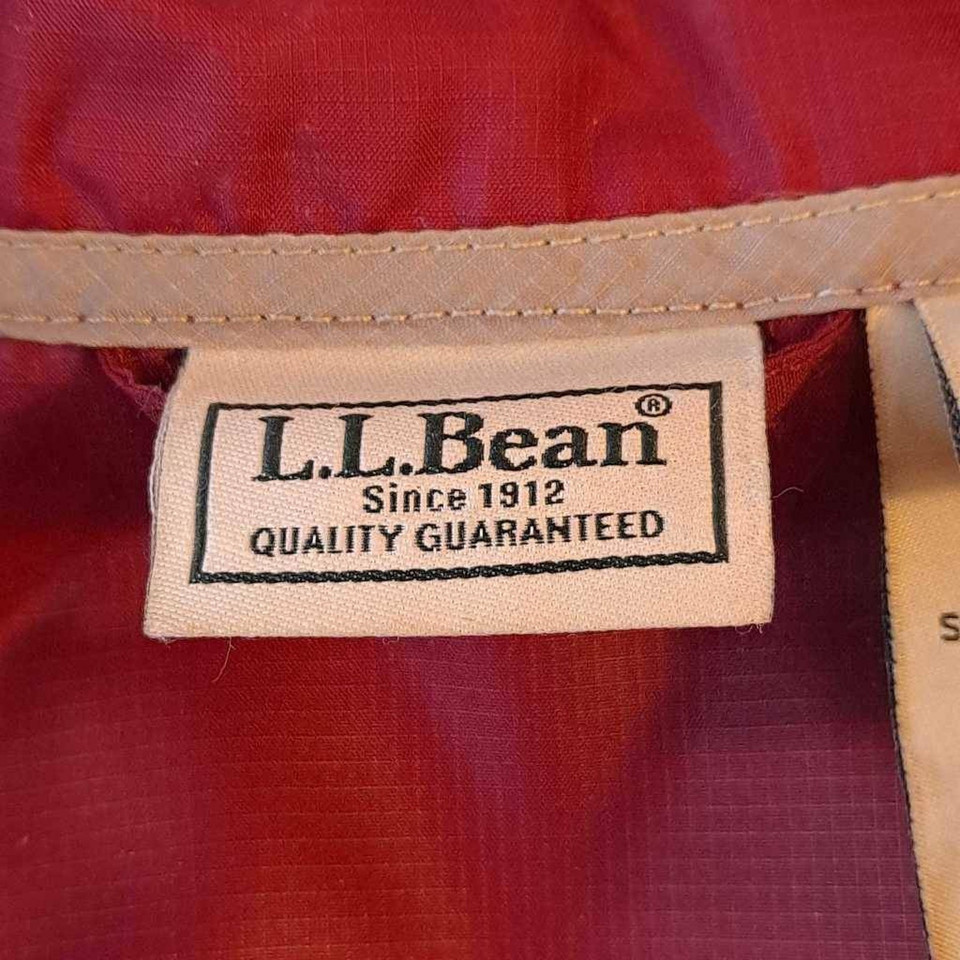 L.L.Bean®
Since 1912
QUALITY GUARANTEED
S